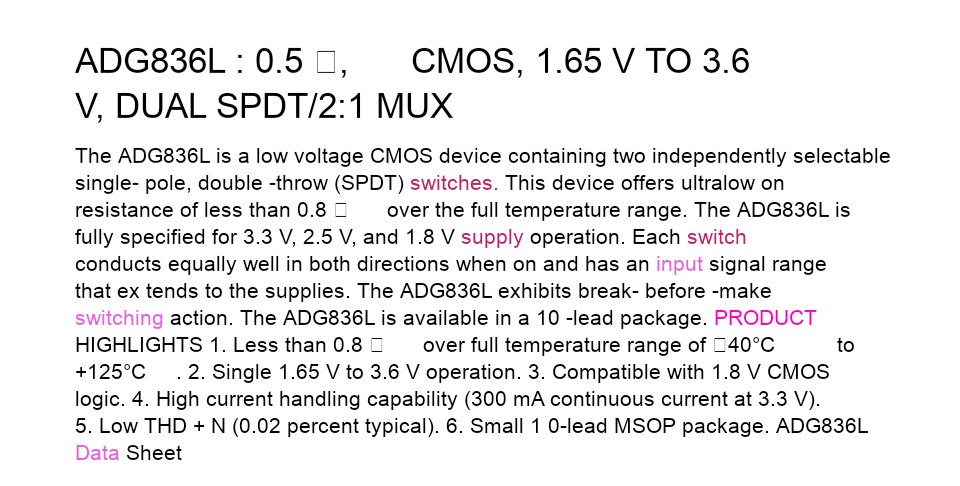 ADG836L : 0.5 □, CMOS, 1.65 V TO 3.6
V, DUAL SPDT/2:1 MUX
The ADG836L is a low voltage CMOS device containing two independently selectable
single- pole, double -throw (SPDT) switches. This device offers ultralow on
resistance of less than 0.8 □ over the full temperature range. The ADG836L is
fully specified for 3.3 V, 2.5 V, and 1.8 V supply operation. Each switch
conducts equally well in both directions when on and has an input signal range
that ex tends to the supplies. The ADG836L exhibits break- before -make
switching action. The ADG836L is available in a 10 -lead package. PRODUCT
HIGHLIGHTS 1. Less than 0.8 □ over full temperature range of □40°C to
+125°C . 2. Single 1.65 V to 3.6 V operation. 3. Compatible with 1.8 V CMOS
logic. 4. High current handling capability (300 mA continuous current at 3.3 V).
5. Low THD + N (0.02 percent typical). 6. Small 1 0-lead MSOP package. ADG836L
Data Sheet